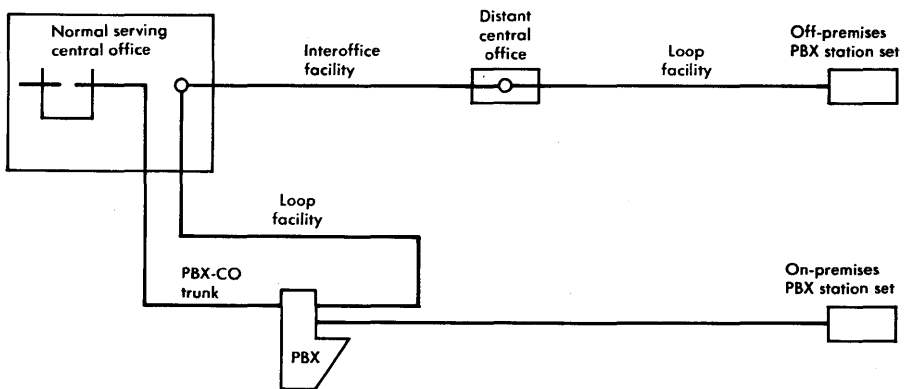 Normal serving
central office
Interoffice
facility
Distant
central
office
Loop
facility
Off-premises
PBX station set
Loop
facility
PBX-CO
trunk
PBX
On-premises
PBX station set